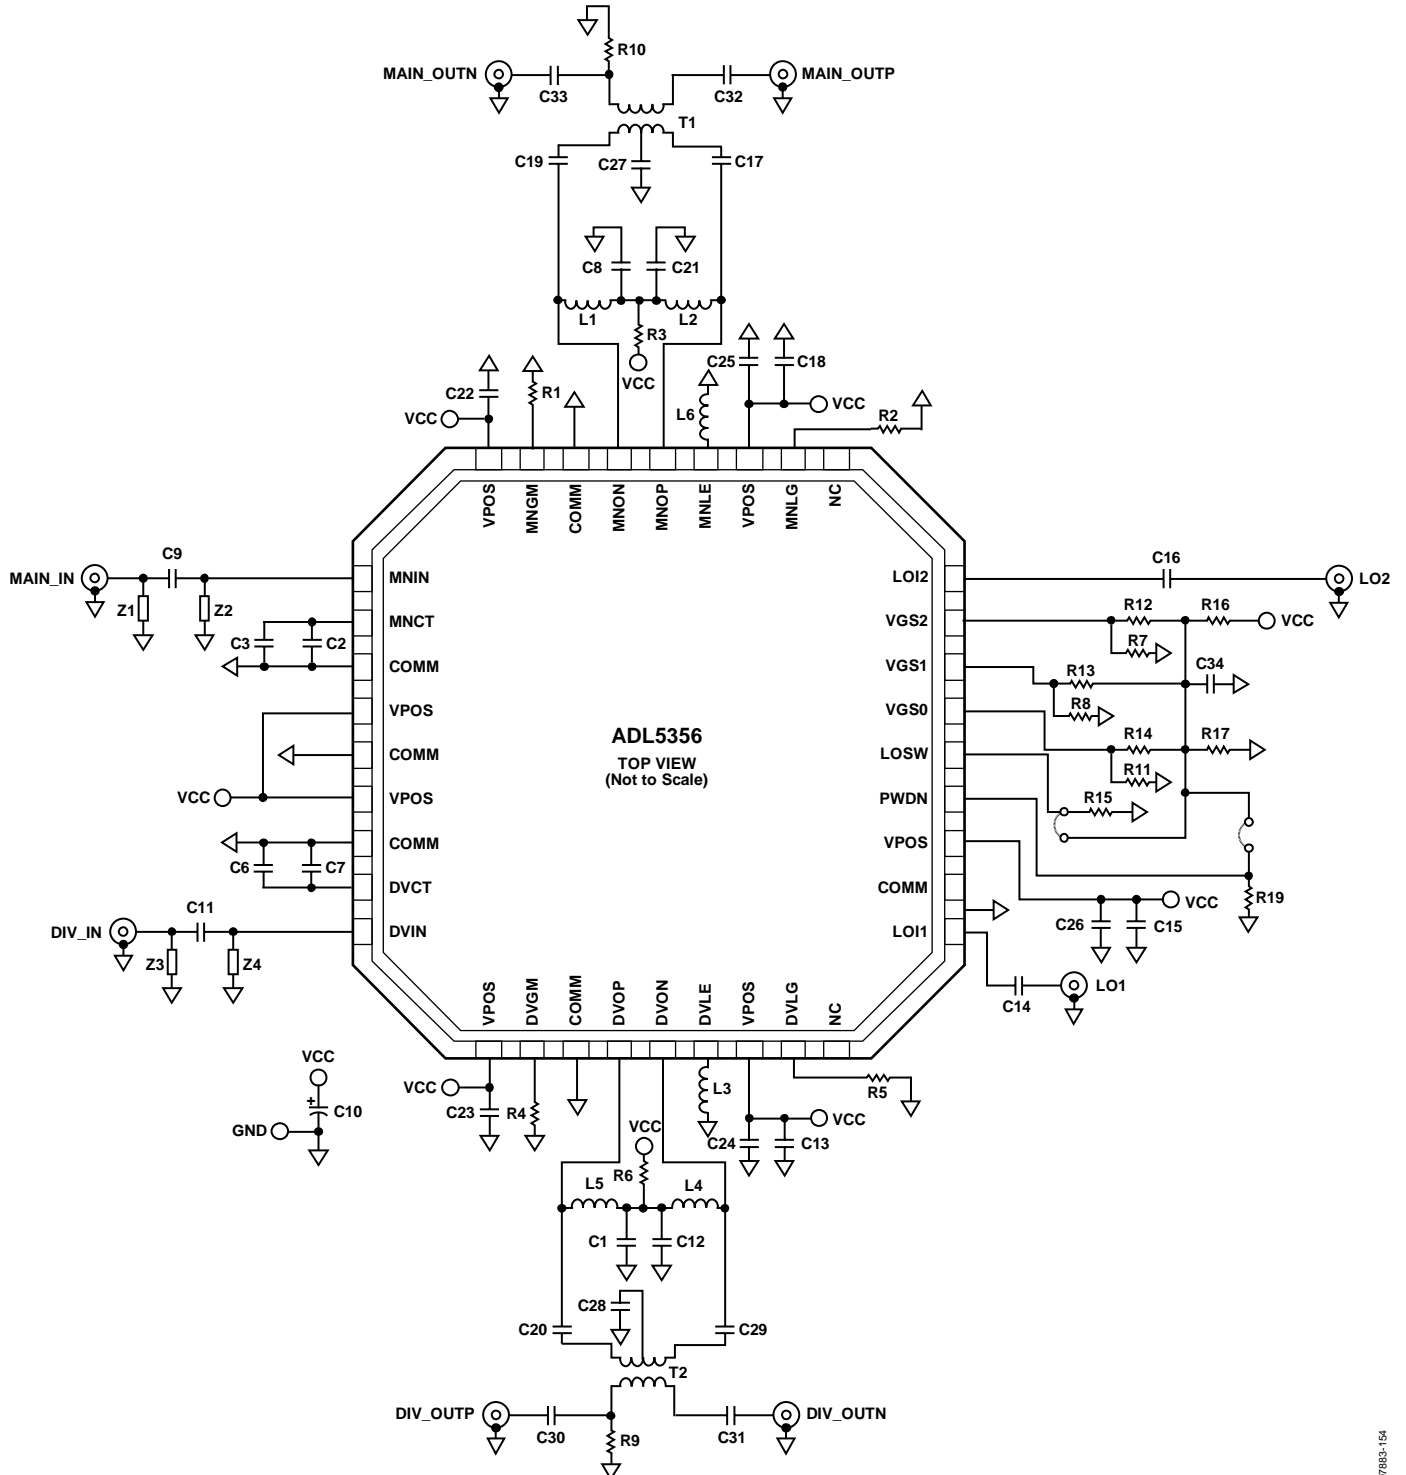 R10
MAIN_OUTN
MAIN_OUTP
C33
C32
T1
C19
C27
C17
C8
C21
L1
L2
R3
VCC
C25
C18
C22
R1
VCC
L6
VCC
R2
VPOS
MNGM
COMM
MNON
MNOP
MNLE
VPOS
MNLG
NC
C9
MAIN_IN
Z1
Z2
MNIN
LOI2
C16
LO2
MNCT
VGS2
R12
R16
VCC
C3
C2
R7
COMM
VGS1
R13
C34
VPOS
VGS0
R8
ADL5356
TOP VIEW
(Not to Scale)
COMM
LOSW
R14
R17
R11
VCC
VPOS
PWDN
R15
COMM
VPOS
C6
C7
DVCT
COMM
R19
C11
VCC
DIV_IN
DVIN
LOI1
C26
C15
Z3
Z4
LO1
C14
VPOS
DVGM
COMM
DVOP
DVON
DVLE
VPOS
DVLG
NC
VCC
VCC
C10
GND
C23
R4
L3
R5
VCC
VCC
C24
C13
R6
L5
L4
C1
C12
C28
C20
C29
T2
DIV_OUTP
DIV_OUTN
C30
R9
C31
7883-154